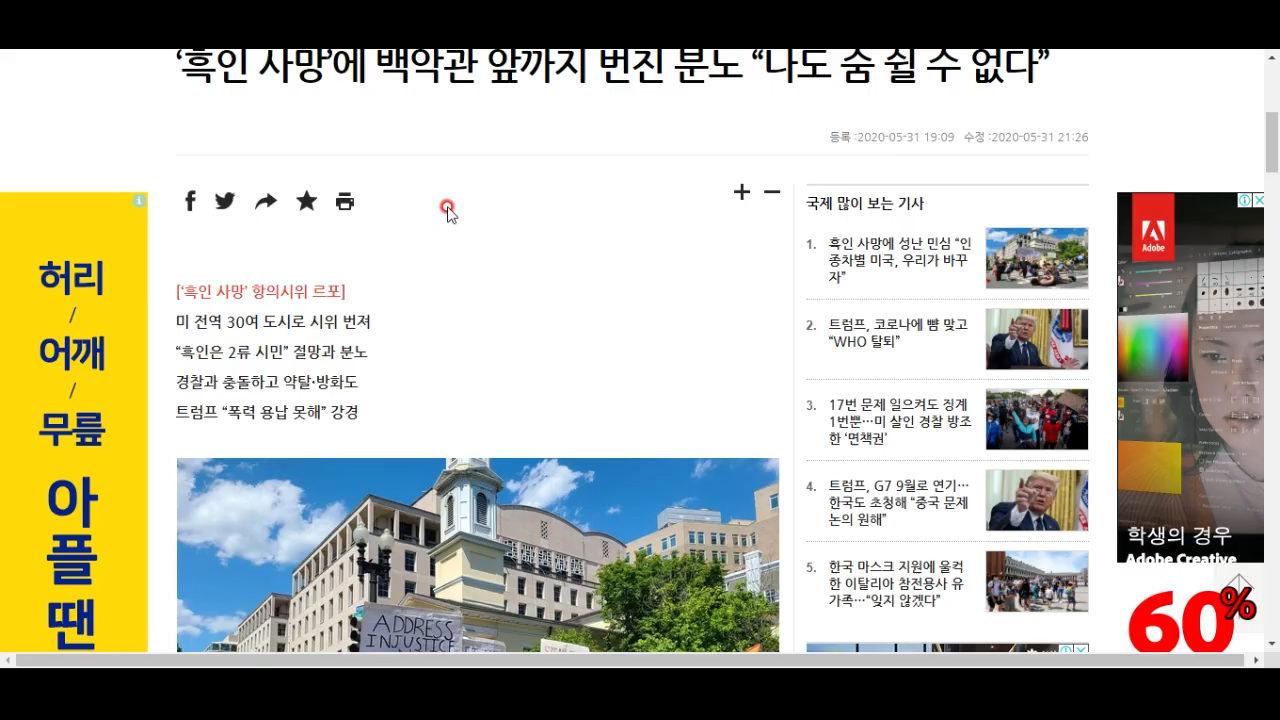 ‘흑인 사망’에 백악관 앞까지 번진 분노 “나도 숨 쉴 수 없다”
등록 :2020-05-31 19:09 수정 :2020-05-31 21:26
[‘흑인 사망’ 항의시위 르포]
미 전역 30여 도시로 시위 번져
“흑인은 2류 시민” 절망과 분노
경찰과 충돌하고 약탈·방화도
트럼프 “폭력 용납 못해” 강경
ADDRESS
INJUSTICE
국제 많이 보는 기사
1. 흑인 사망에 성난 민심 “인
종차별 미국, 우리가 바꾸
자”
2. 트럼프, 코로나에 뺨 맞고
“WHO 탈퇴”
3. 17번 문제 일으켜도 징계
1번뿐…미 살인 경찰 방조
한 ‘면책권’
4. 트럼프, G7 9월로 연기…
한국도 초청해 “중국 문제
논의 원해”
5. 한국 마스크 지원에 울컥
한 이탈리아 참전용사 유
가족…“잊지 않겠다”
허리
/
어깨
/
무릎
아
플
땐
Adobe
학생의 경우
Adobe Creative
60%